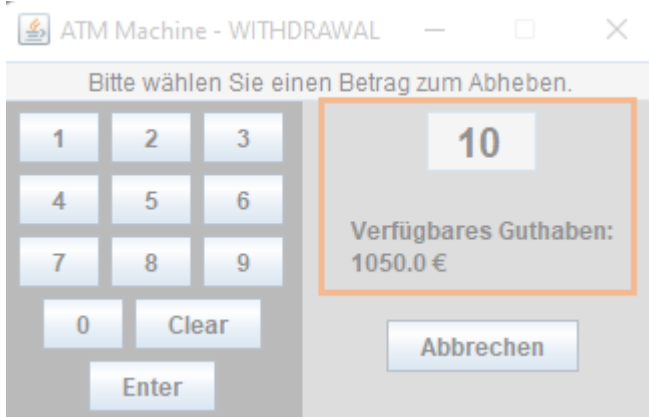 ATM Machine - WITHDRAWAL
Bitte wählen Sie einen Betrag zum Abheben.
1 2 3
4 5 6
7 8 9
0 Clear
Enter
10
Verfügbares Guthaben:
1050.0 €
Abbrechen